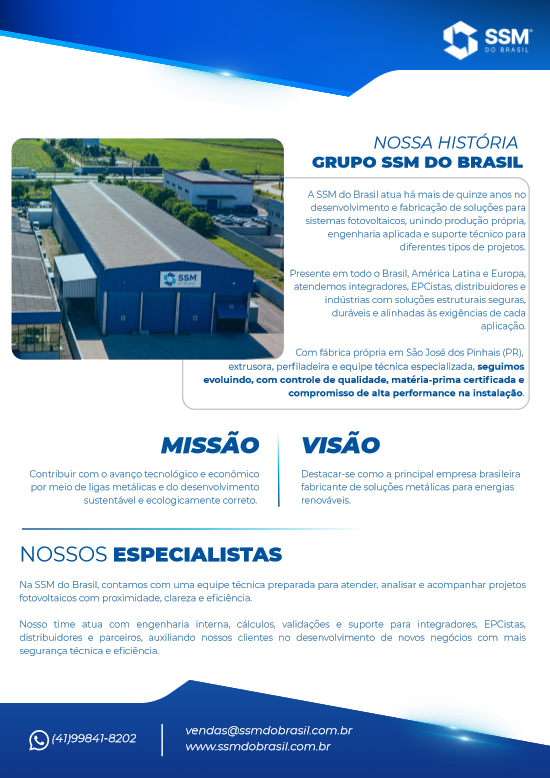 SSM
DO BRASIL
NOSSA HISTÓRIA
GRUPO SSM DO BRASIL
A SSM do Brasil atua há mais de quinze anos no
desenvolvimento e fabricação de soluções para
sistemas fotovoltaicos, unindo produção própria,
engenharia aplicada e suporte técnico para
diferentes tipos de projetos.
Presente em todo o Brasil, América Latina e Europa,
atendemos integradores, EPCistas, distribuidores e
indústrias com soluções estruturais seguras,
duráveis e alinhadas às exigências de cada
aplicação.
Com fábrica própria em São José dos Pinhais (PR),
extrusora, perfiladeira e equipe técnica especializada, seguimos
evoluindo, com controle de qualidade, matéria-prima certificada e
compromisso de alta performance na instalação.
SSM
MISSÃO
Contribuir com o avanço tecnológico e econômico
por meio de ligas metálicas e do desenvolvimento
sustentável e ecologicamente correto.
VISÃO
Destacar-se como a principal empresa brasileira
fabricante de soluções metálicas para energias
renováveis.
NOSSOS ESPECIALISTAS
Na SSM do Brasil, contamos com uma equipe técnica preparada para atender, analisar e acompanhar projetos
fotovoltaicos com proximidade, clareza e eficiência.
Nosso time atua com engenharia interna, cálculos, validações e suporte para integradores, EPCistas,
distribuidores e parceiros, auxiliando nossos clientes no desenvolvimento de novos negócios com mais
segurança técnica e eficiência.
(41)99841-8202
vendas@ssmdobrasil.com.br
www.ssmdobrasil.com.br